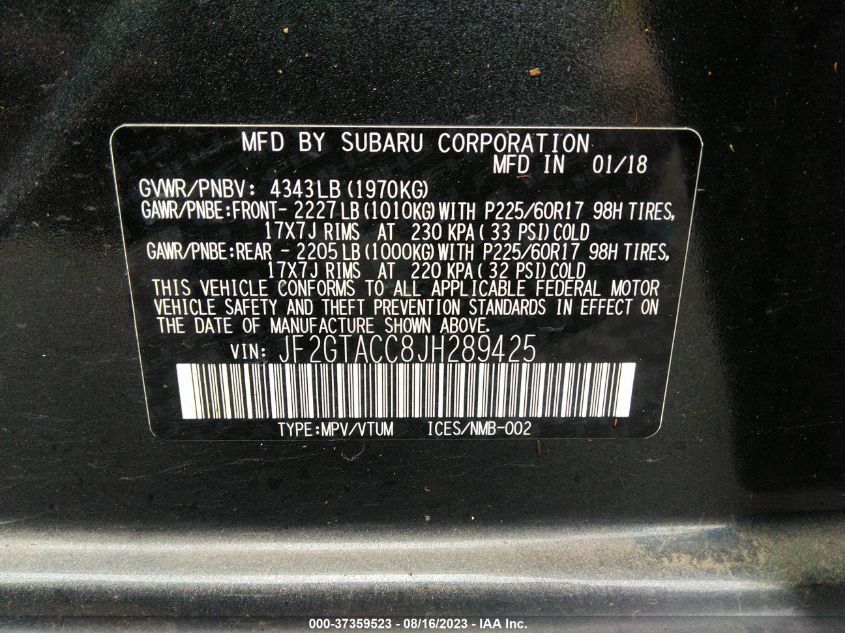 MFD BY SUBARU CORPORATION
MFD IN 01/18
GVWR/PNBV: 4343LB (1970KG)
GAWR/PNBE:FRONT- 2227LB (1010KG) WITH P225/60R17 98H TIRES,
17X7J RIMS AT 230 KPA ( 33 PSI) COLD
GAWR/PNBE:REAR - 2205LB (1000KG) WITH P225/60R17 98H TIRES,
17X7J RIMS AT 220 KPA ( 32 PSI) COLD
THIS VEHICLE CONFORMS TO ALL APPLICABLE FEDERAL MOTOR
VEHICLE SAFETY AND THEFT PREVENTION STANDARDS IN EFFECT ON
THE DATE OF MANUFACTURE SHOWN ABOVE.
VIN: JF2GTACC8JH289425
TYPE:MPV/VTUM ICES/NMB-002
000-37359523 - 08/16/2023 - IAA Inc.